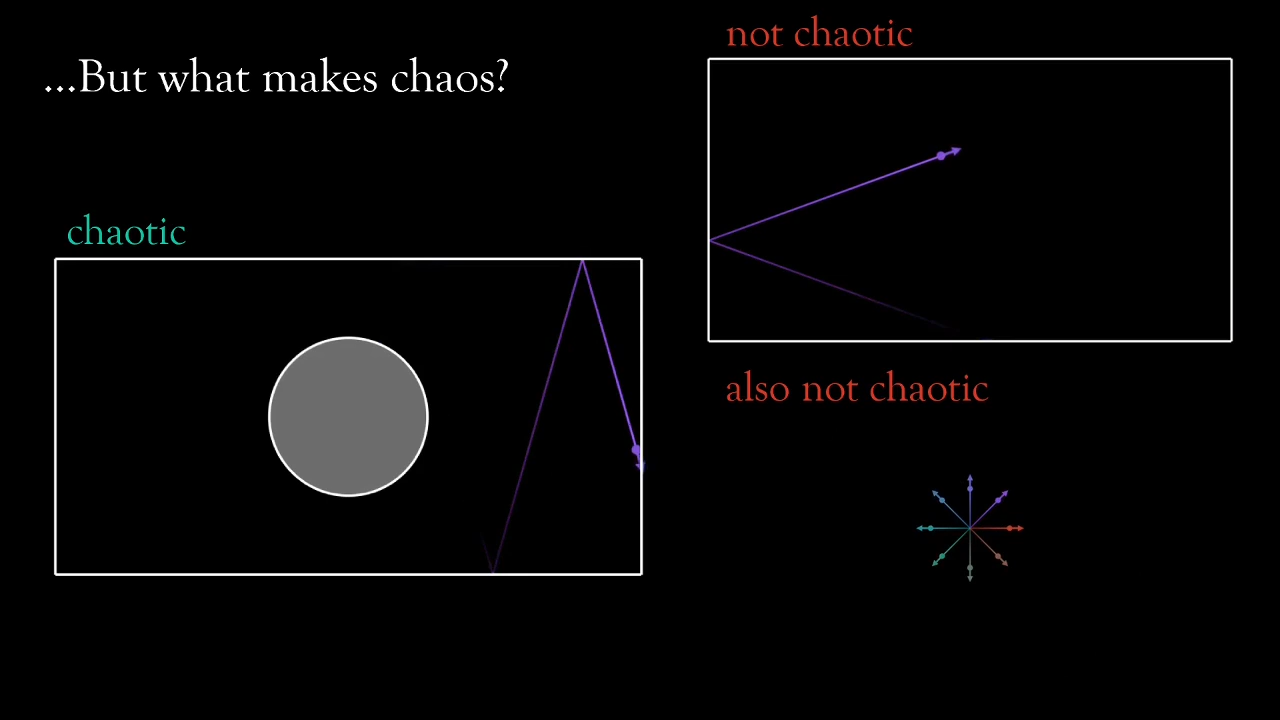 ...But what makes chaos?
chaotic
not chaotic
also not chaotic